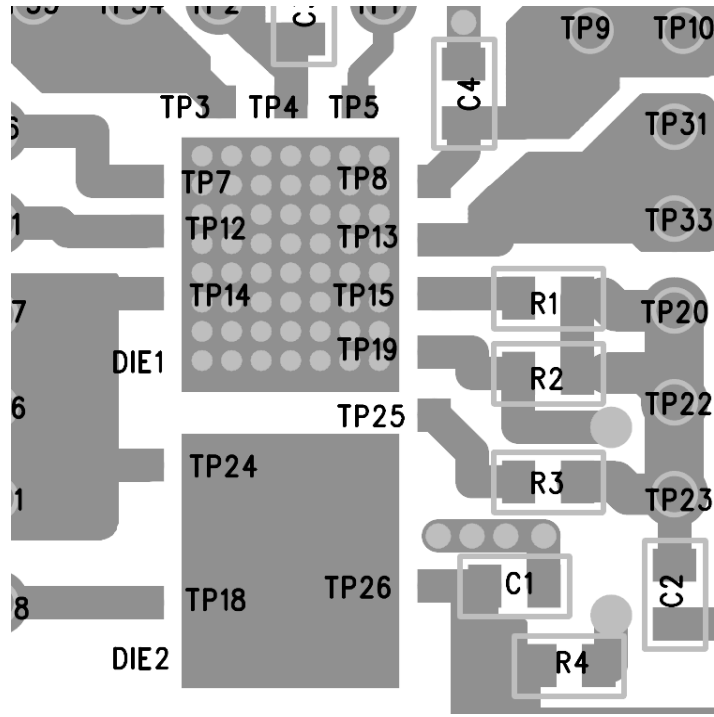 TP9 TP10
TP3 TP4 TP5
C4
TP31
TP7 TP8
TP12 TP13 TP33
TP14 TP15 R1 TP20
TP19
DIE1 R2
TP25 TP22
TP24 R3 TP23
TP18 TP26 C1 C2
DIE2 R4